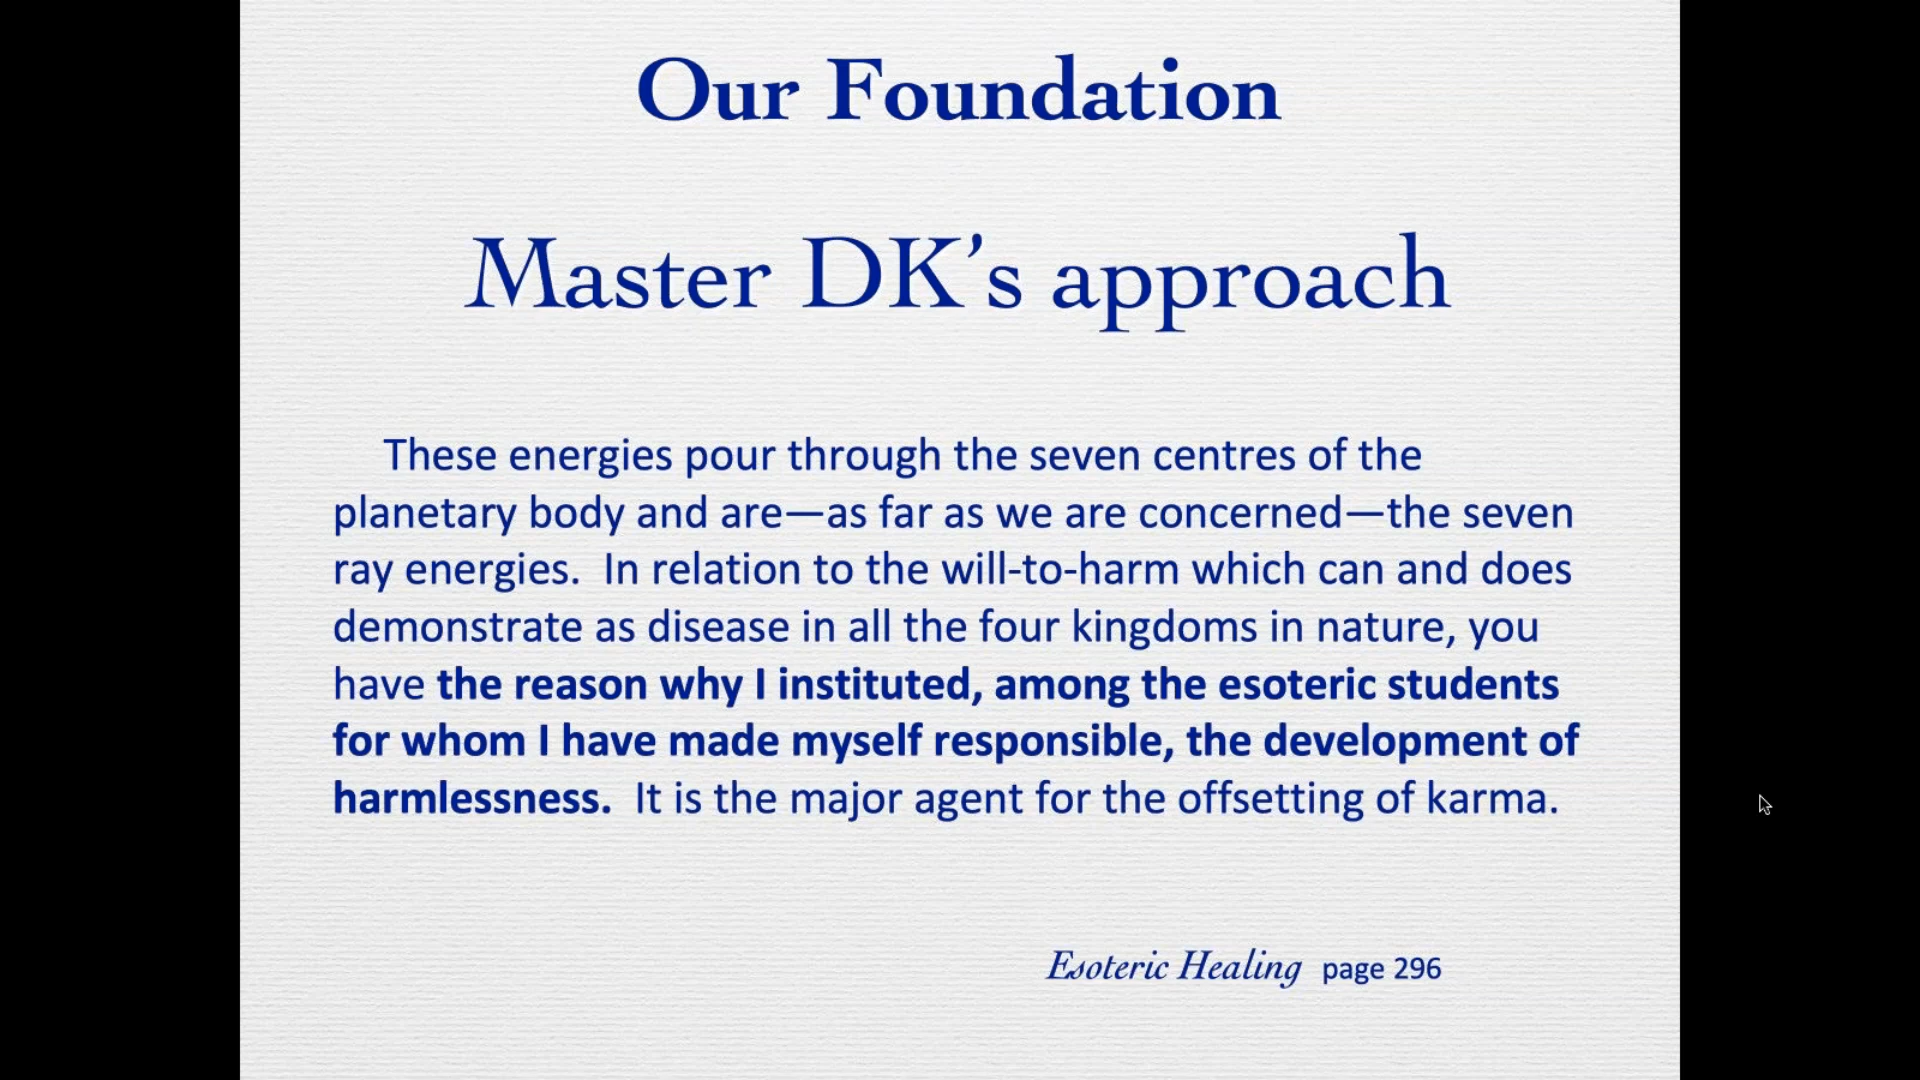 Our Foundation
Master DK’s approach
These energies pour through the seven centres of the
planetary body and are—as far as we are concerned—the seven
ray energies.  In relation to the will-to-harm which can and does
demonstrate as disease in all the four kingdoms in nature, you
have the reason why I instituted, among the esoteric students
for whom I have made myself responsible, the development of
harmlessness.  It is the major agent for the offsetting of karma.
Esoteric Healing  page 296